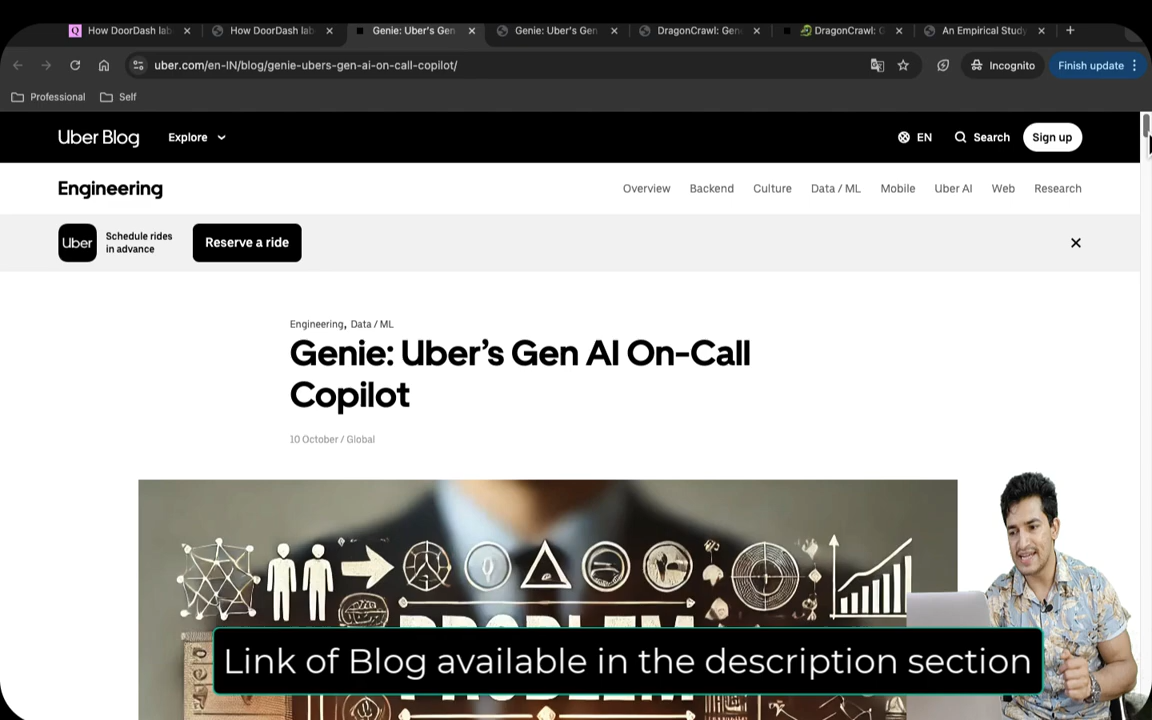 How DoorDash lab
How DoorDash lab
Genie: Uber's Gen
Genie: Uber's Gen
DragonCrawl: Gen
DragonCrawl: G
An Empirical Study
uber.com/en-IN/blog/genie-ubers-gen-ai-on-call-copilot/
Incognito
Finish update
Professional
Self
Uber Blog
Explore
EN
Search
Sign up
Engineering
Overview
Backend
Culture
Data / ML
Mobile
Uber AI
Web
Research
Uber
Schedule rides
in advance
Reserve a ride
Engineering, Data / ML
Genie: Uber's Gen AI On-Call
Copilot
10 October / Global
PROBLEM
Link of Blog available in the description section